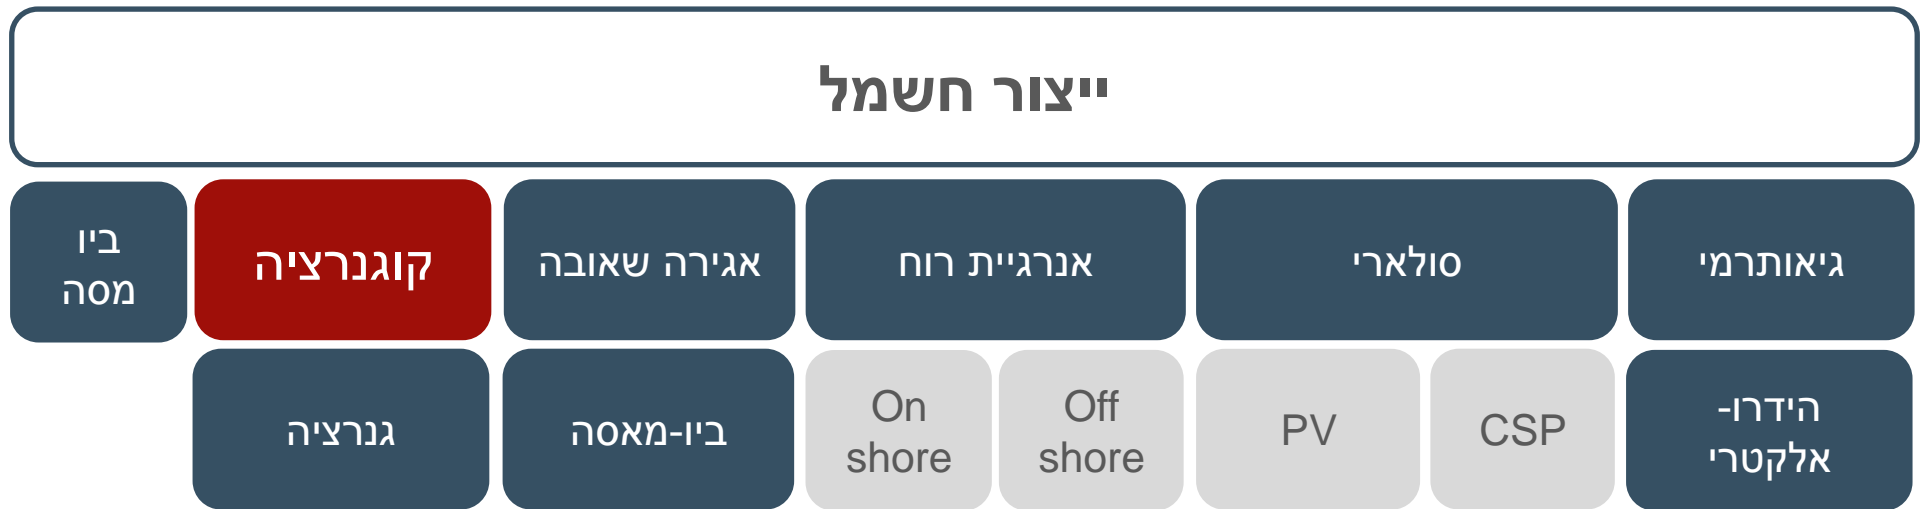 ייצור חשמל
גיאותרמי
סולארי
אנרגיית רוח
אגירה שאובה
קוגנרציה
ביו
מסה
הידרו-
אלקטרי
CSP
PV
Off
shore
On
shore
ביו-מאסה
גנרציה